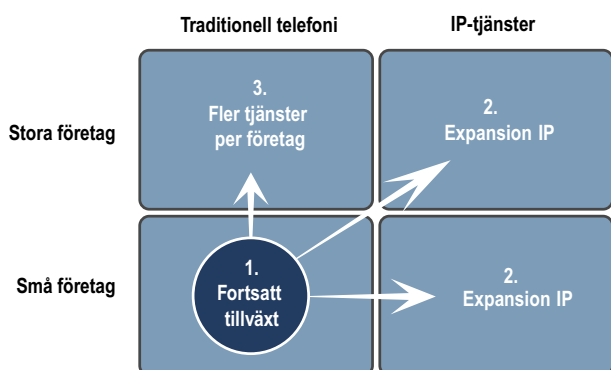 Traditionell telefoni
IP-tjänster
Stora företag
3.
Fler tjänster
per företag
2.
Expansion IP
Små företag
1.
Fortsatt
tillväxt
2.
Expansion IP